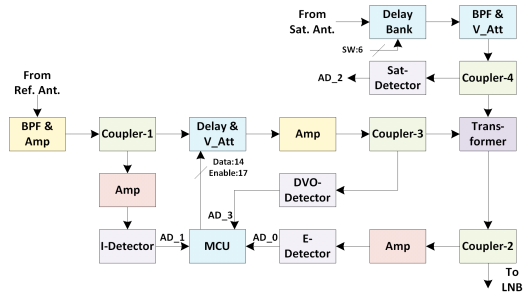 From
Sat. Ant.
Delay
Bank
BPF &
V_Att
SW:6
AD_2
Sat-
Detector
Coupler-4
From
Ref. Ant.
BPF &
Amp
Coupler-1
Delay &
V_Att
Amp
Coupler-3
Trans-
former
Data:14
Enable:17
Amp
DVO-
Detector
AD_3
I-Detector
AD_1
MCU
AD_0
E-
Detector
Amp
Coupler-2
To
LNB